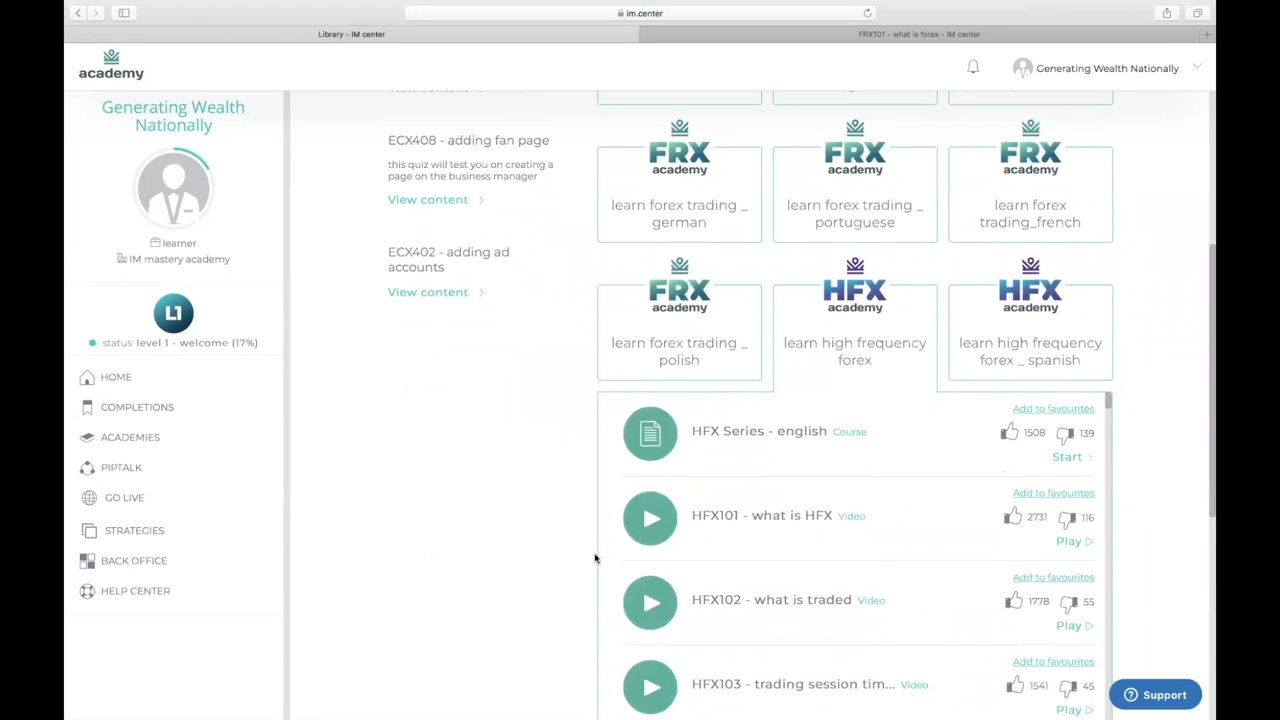 im.center
Library - IM center
FRX101 - what is forex - IM center
academy
Generating Wealth Nationally
Generating Wealth
Nationally
learner
IM mastery academy
L1
status: level 1 - welcome (17%)
HOME
COMPLETIONS
ACADEMIES
PIPTALK
GO LIVE
STRATEGIES
BACK OFFICE
HELP CENTER
ECX408 - adding fan page
this quiz will test you on creating a
page on the business manager
View content
ECX402 - adding ad
accounts
View content
FRX
academy
learn forex trading _
german
FRX
academy
learn forex trading _
portuguese
FRX
academy
learn forex
trading_french
FRX
academy
learn forex trading _
polish
HFX
academy
learn high frequency
forex
HFX
academy
learn high frequency
forex _ spanish
HFX Series - english Course
Add to favourites
1508 139
Start
HFX101 - what is HFX Video
Add to favourites
2731 116
Play
HFX102 - what is traded Video
Add to favourites
1778 55
Play
HFX103 - trading session tim... Video
Add to favourites
1541 45
Play
Support